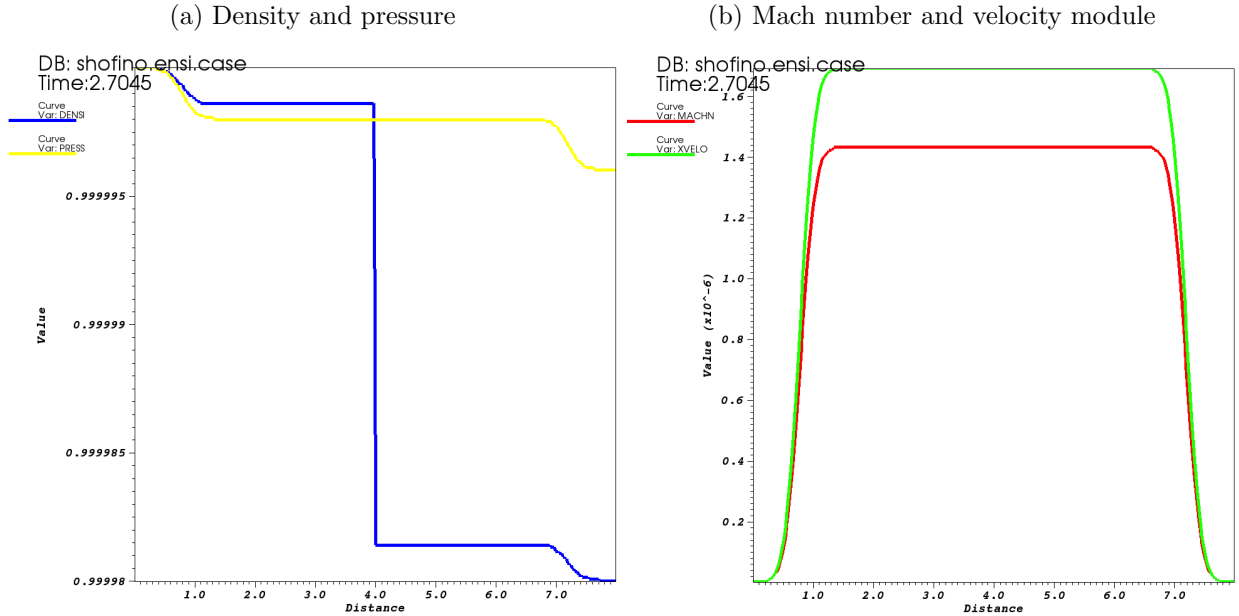 (a) Density and pressure
DB: shofino.ensi.case
Time:2.7045
Curve
Var: DENSI
Curve
Var: PRESS
0.999995
0.99999
0.999985
0.99998
Value
1.0 2.0 3.0 4.0 5.0 6.0 7.0
Distance
(b) Mach number and velocity module
DB: shofino.ensi.case
Time:2.7045
Curve
Var: MACHN
Curve
Var: XVELO
1.6
1.4
1.2
1.0
0.8
0.6
0.4
0.2
Value (x10^-6)
1.0 2.0 3.0 4.0 5.0 6.0 7.0
Distance